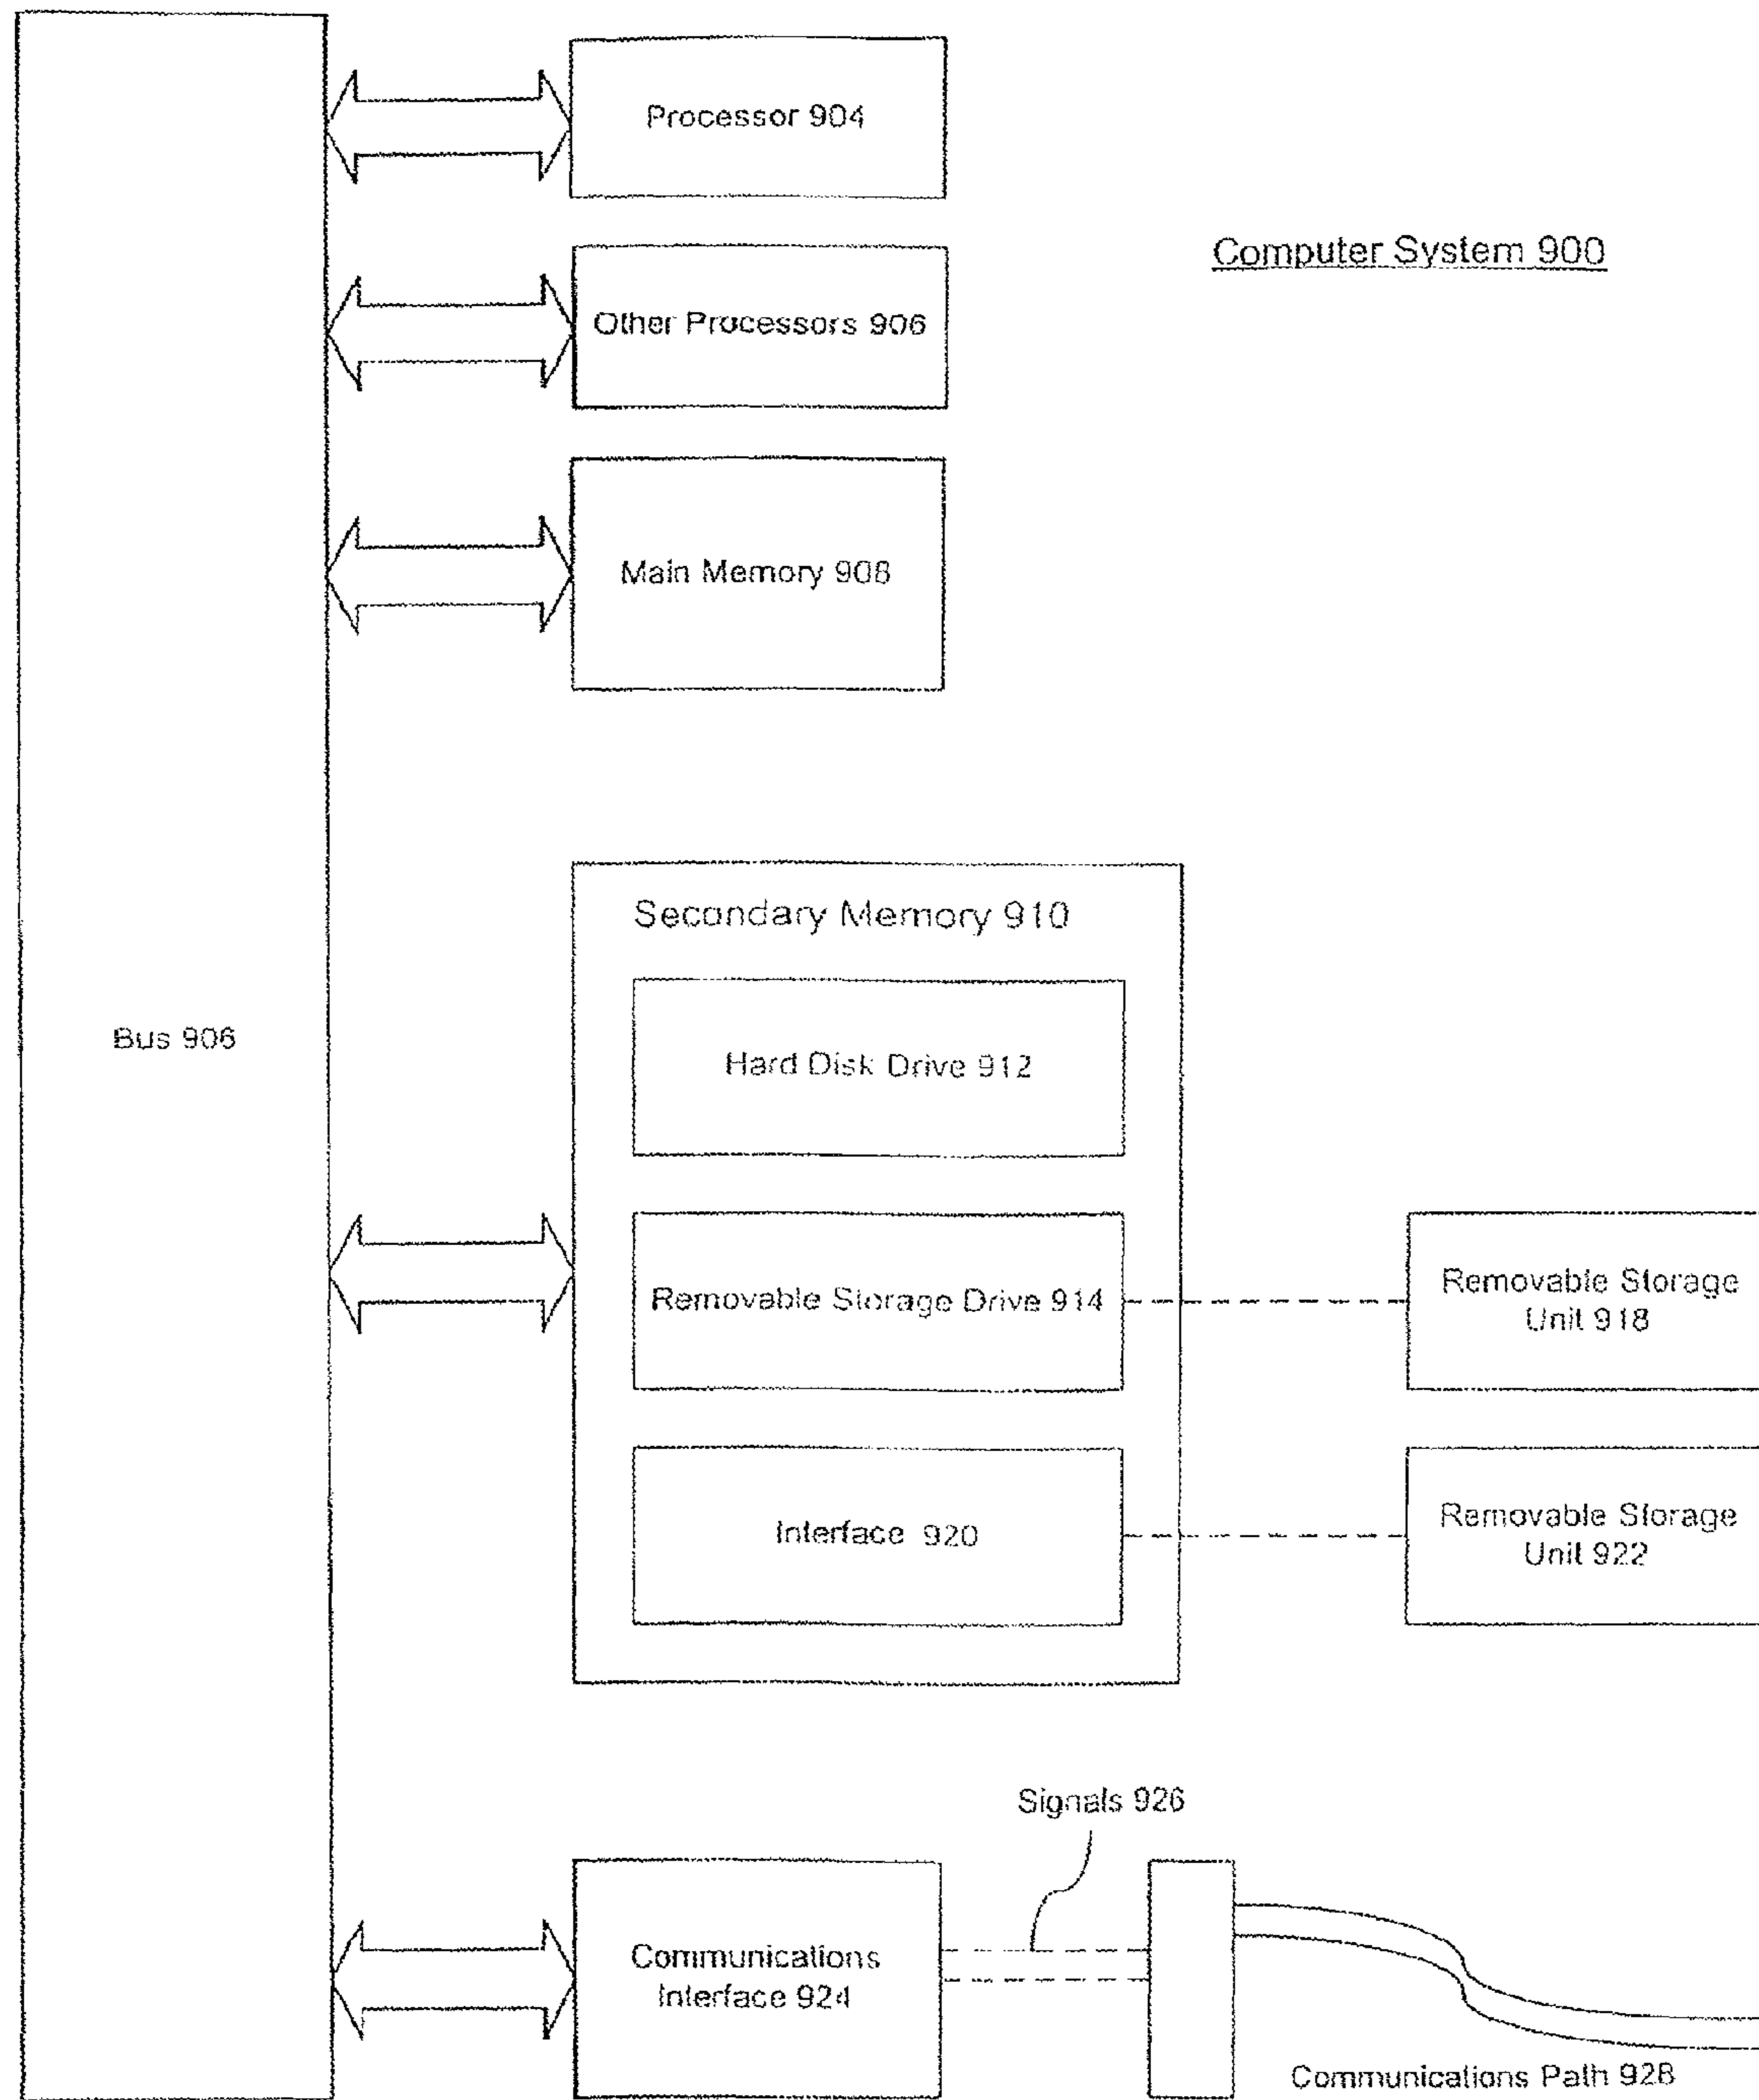 Processor 904
Computer System 900
Other Processors 906
Main Memory 908
Secondary Memory 910
Bus 906
Hard Disk Drive 912
Removable Storage Drive 914
Removable Storage
Unit 918
Interface 920
Removable Storage
Unit 922
Signals 926
Communications
Interface 924
Communications Path 928